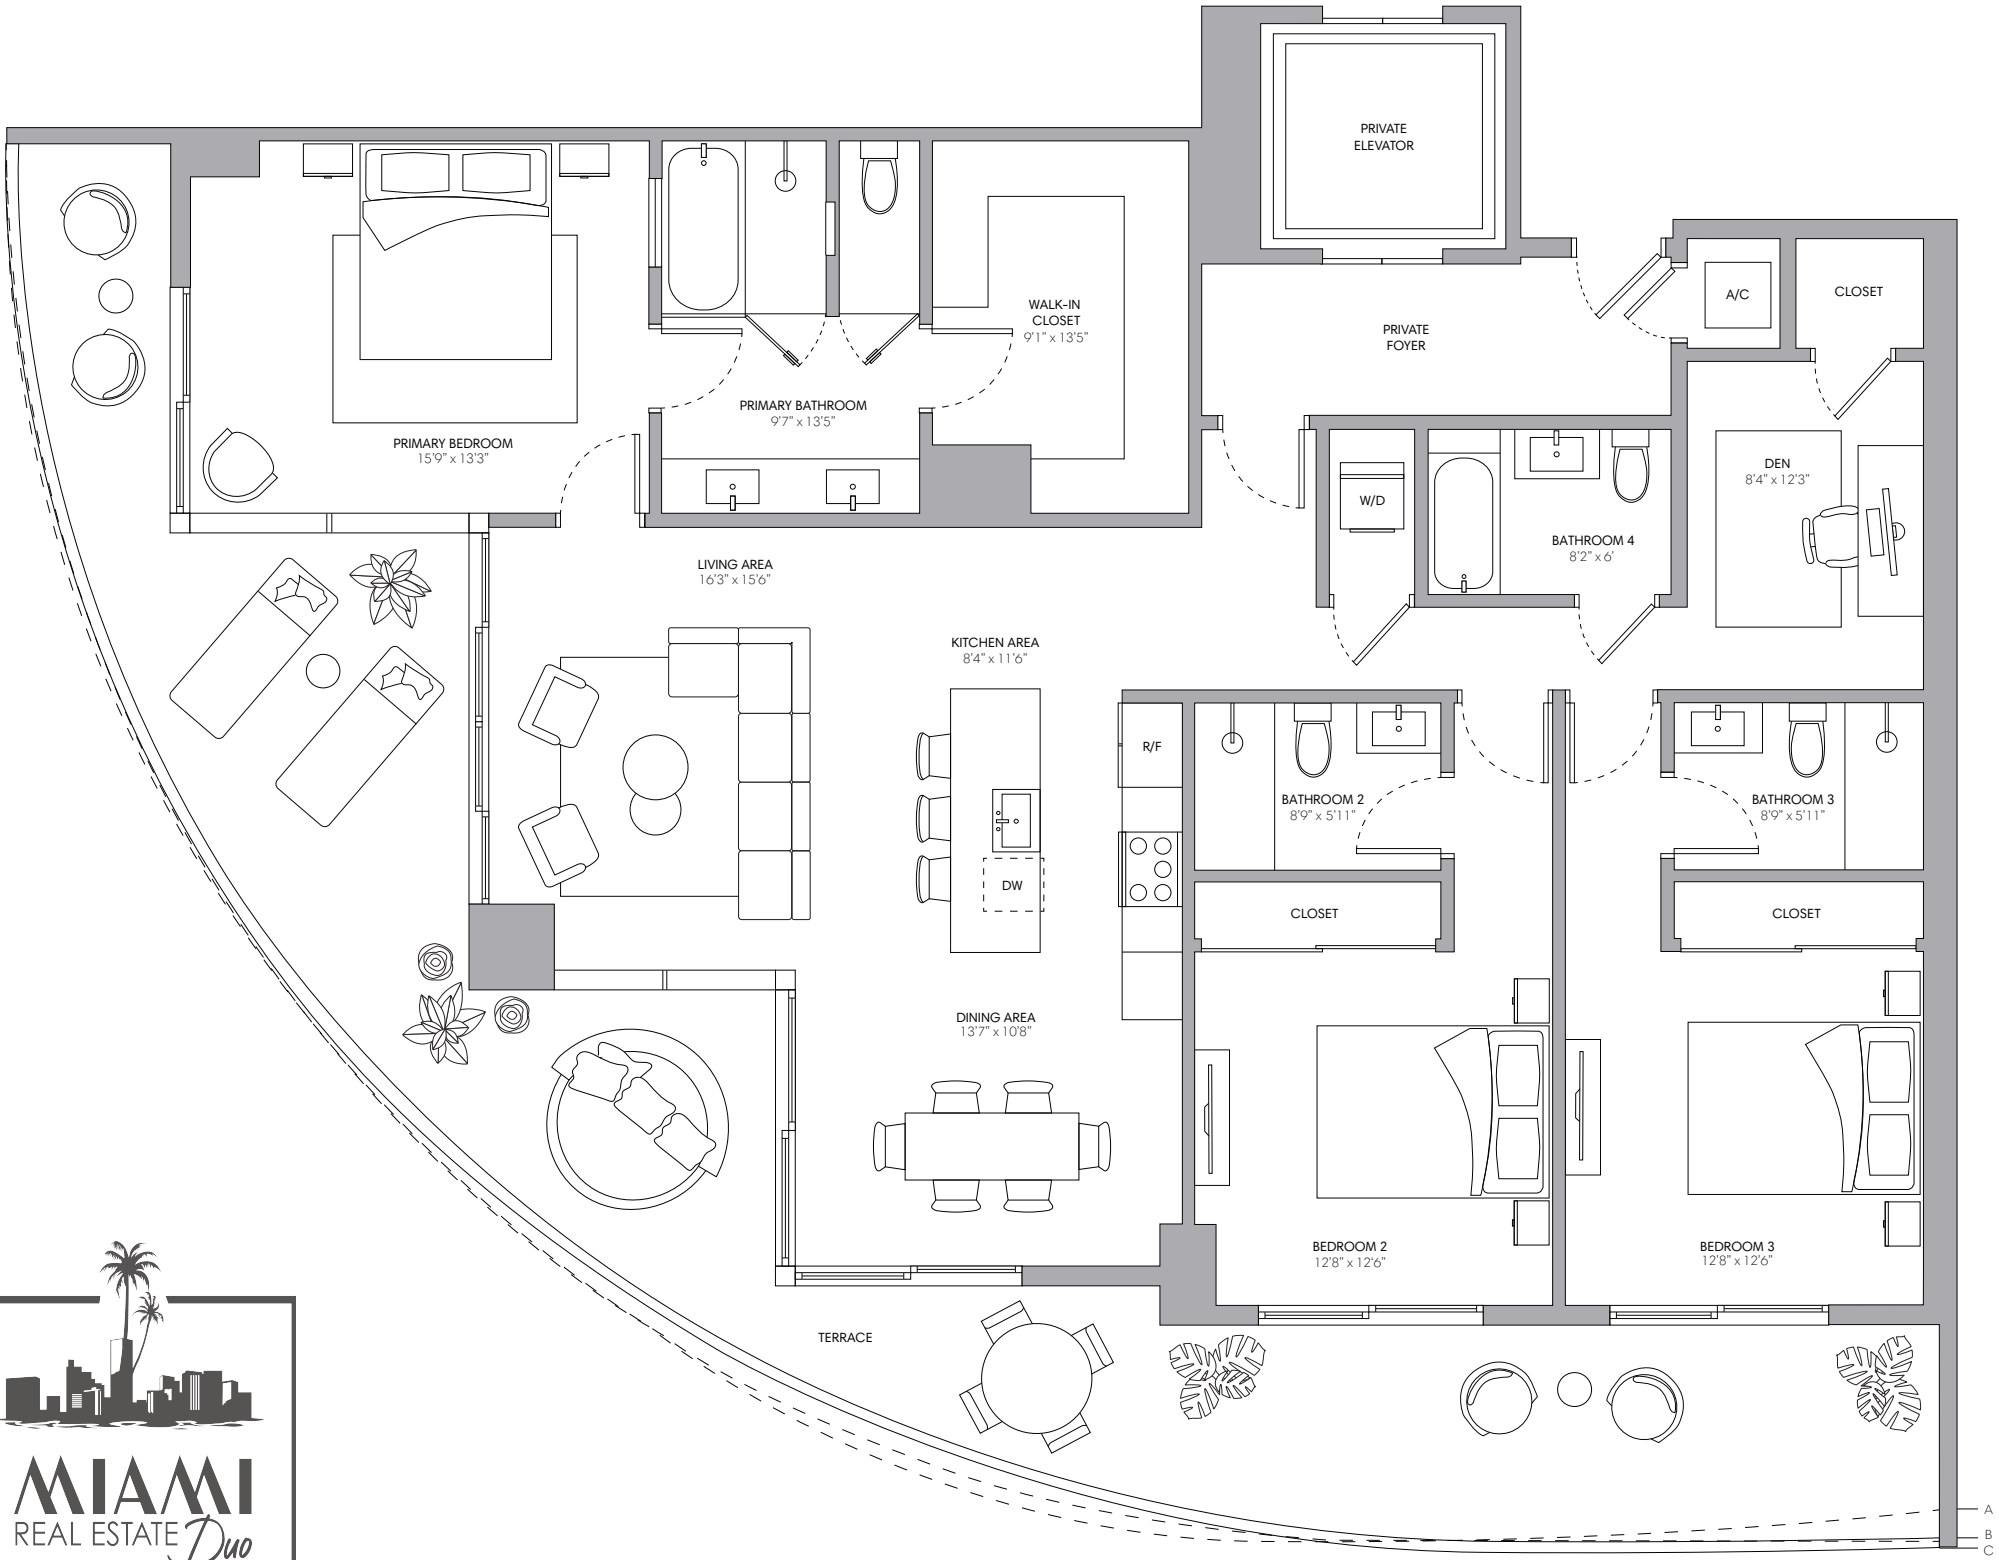 PRIVATE
ELEVATOR
A/C
CLOSET
WALK-IN
CLOSET
9'1" x 13'5"
PRIVATE
FOYER
PRIMARY BATHROOM
9'7" x 13'5"
PRIMARY BEDROOM
15'9" x 13'3"
DEN
8'4" x 12'3"
W/D
BATHROOM 4
8'2" x 6'
LIVING AREA
16'3" x 15'6"
KITCHEN AREA
8'4" x 11'6"
R/F
BATHROOM 2
8'9" x 5'11"
BATHROOM 3
8'9" x 5'11"
DW
CLOSET
CLOSET
DINING AREA
13'7" x 10'8"
BEDROOM 2
12'8" x 12'6"
BEDROOM 3
12'8" x 12'6"
TERRACE
MIAMI
REAL ESTATE Duo
A
B
C